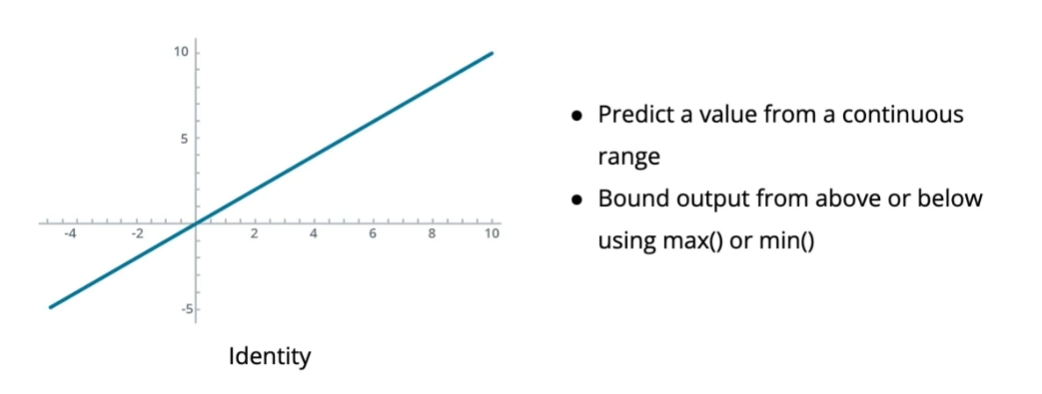 10
5
-4 -2 2 4 6 8 10
-5
Identity
● Predict a value from a continuous
range
● Bound output from above or below
using max() or min()